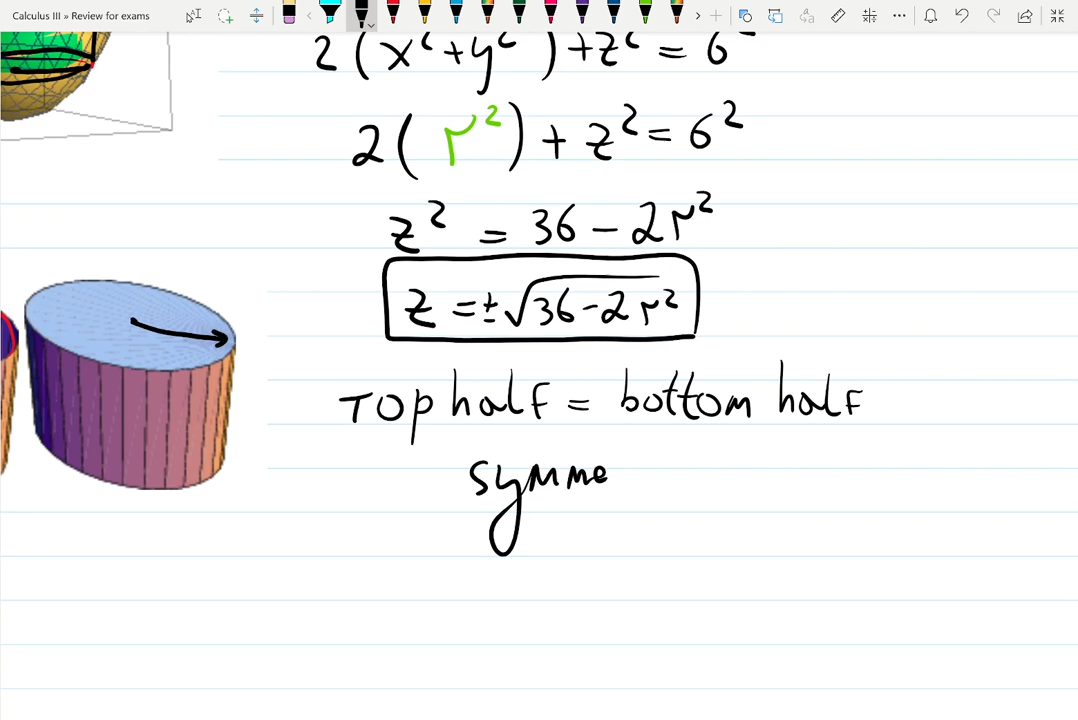 Calculus III » Review for exams
2(x²+y²)+z² = 6²
2(r²)+z² = 6²
z² = 36 − 2r²
z = ±√36−2r²
TOp half = bottom half
symme